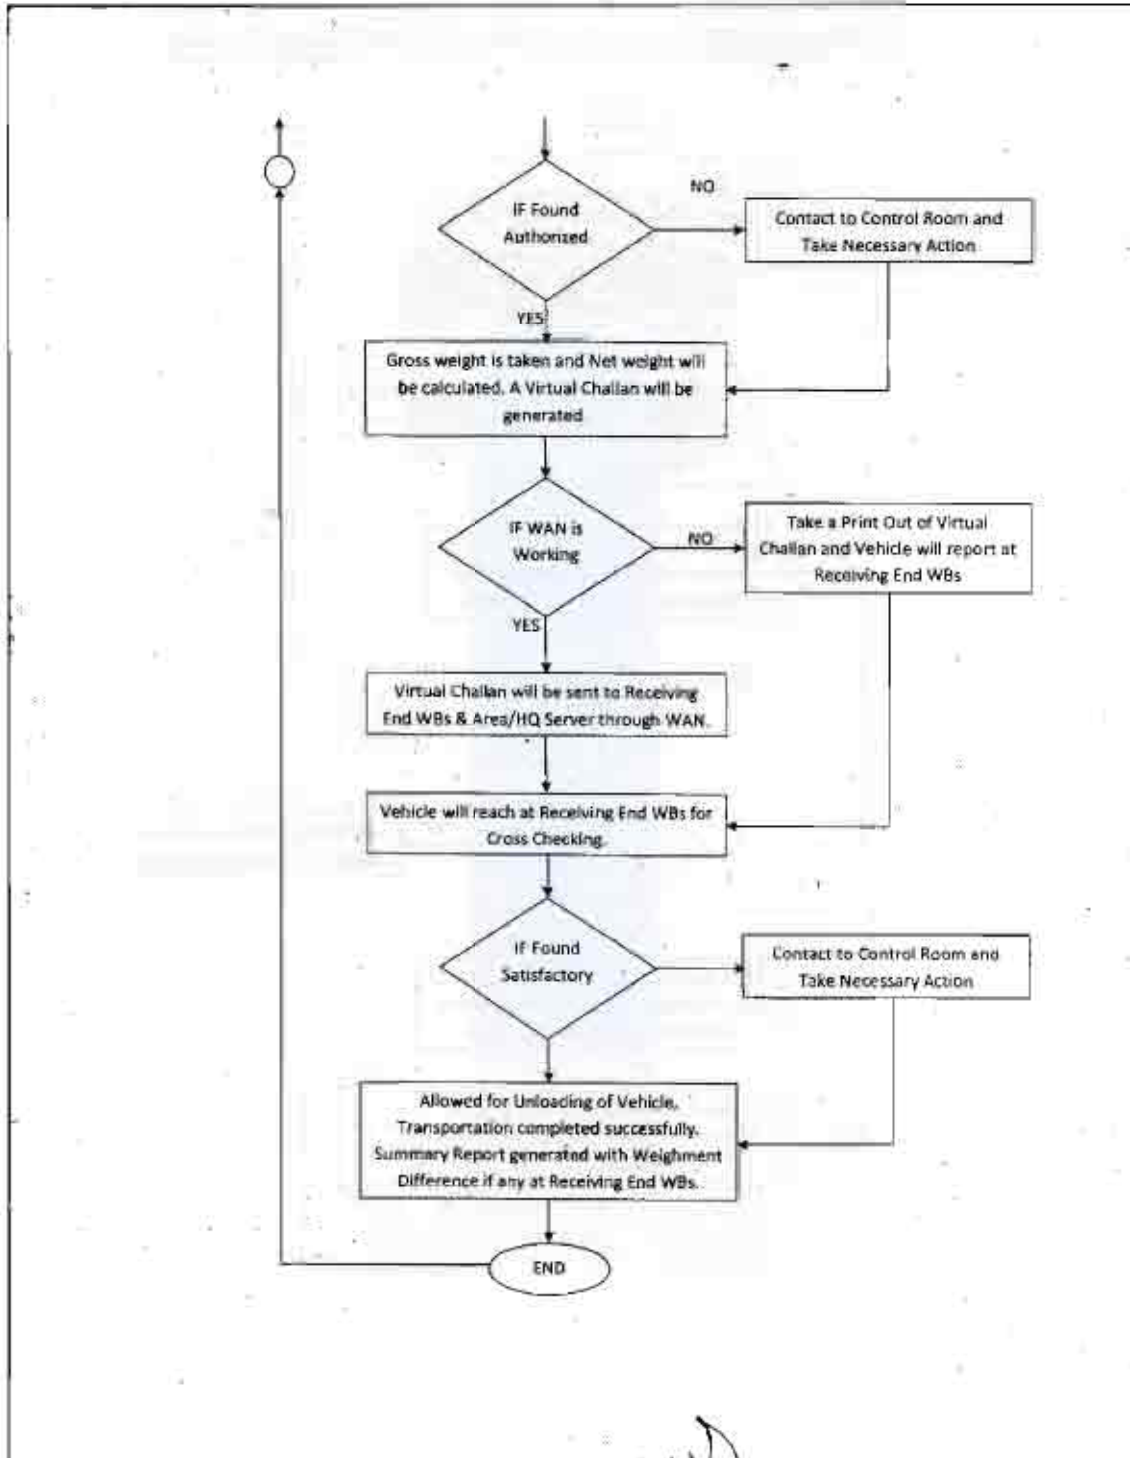 NO
IF Found
Authorized
Contact to Control Room and
Take Necessary Action
YES
Gross weight is taken and Net weight will
be calculated. A Virtual Challan will be
generated
IF WAN is
Working
NO
Take a Print Out of Virtual
Challan and Vehicle will report at
Receiving End WBs
YES
Virtual Challan will be sent to Receiving
End WBs & Area/HQ Server through WAN.
Vehicle will reach at Receiving End WBs for
Cross Checking.
If Found
Satisfactory
Contact to Control Room and
Take Necessary Action
Allowed for Unloading of Vehicle,
Transportation completed successfully.
Summary Report generated with Weighment
Difference if any at Receiving End WBs.
END